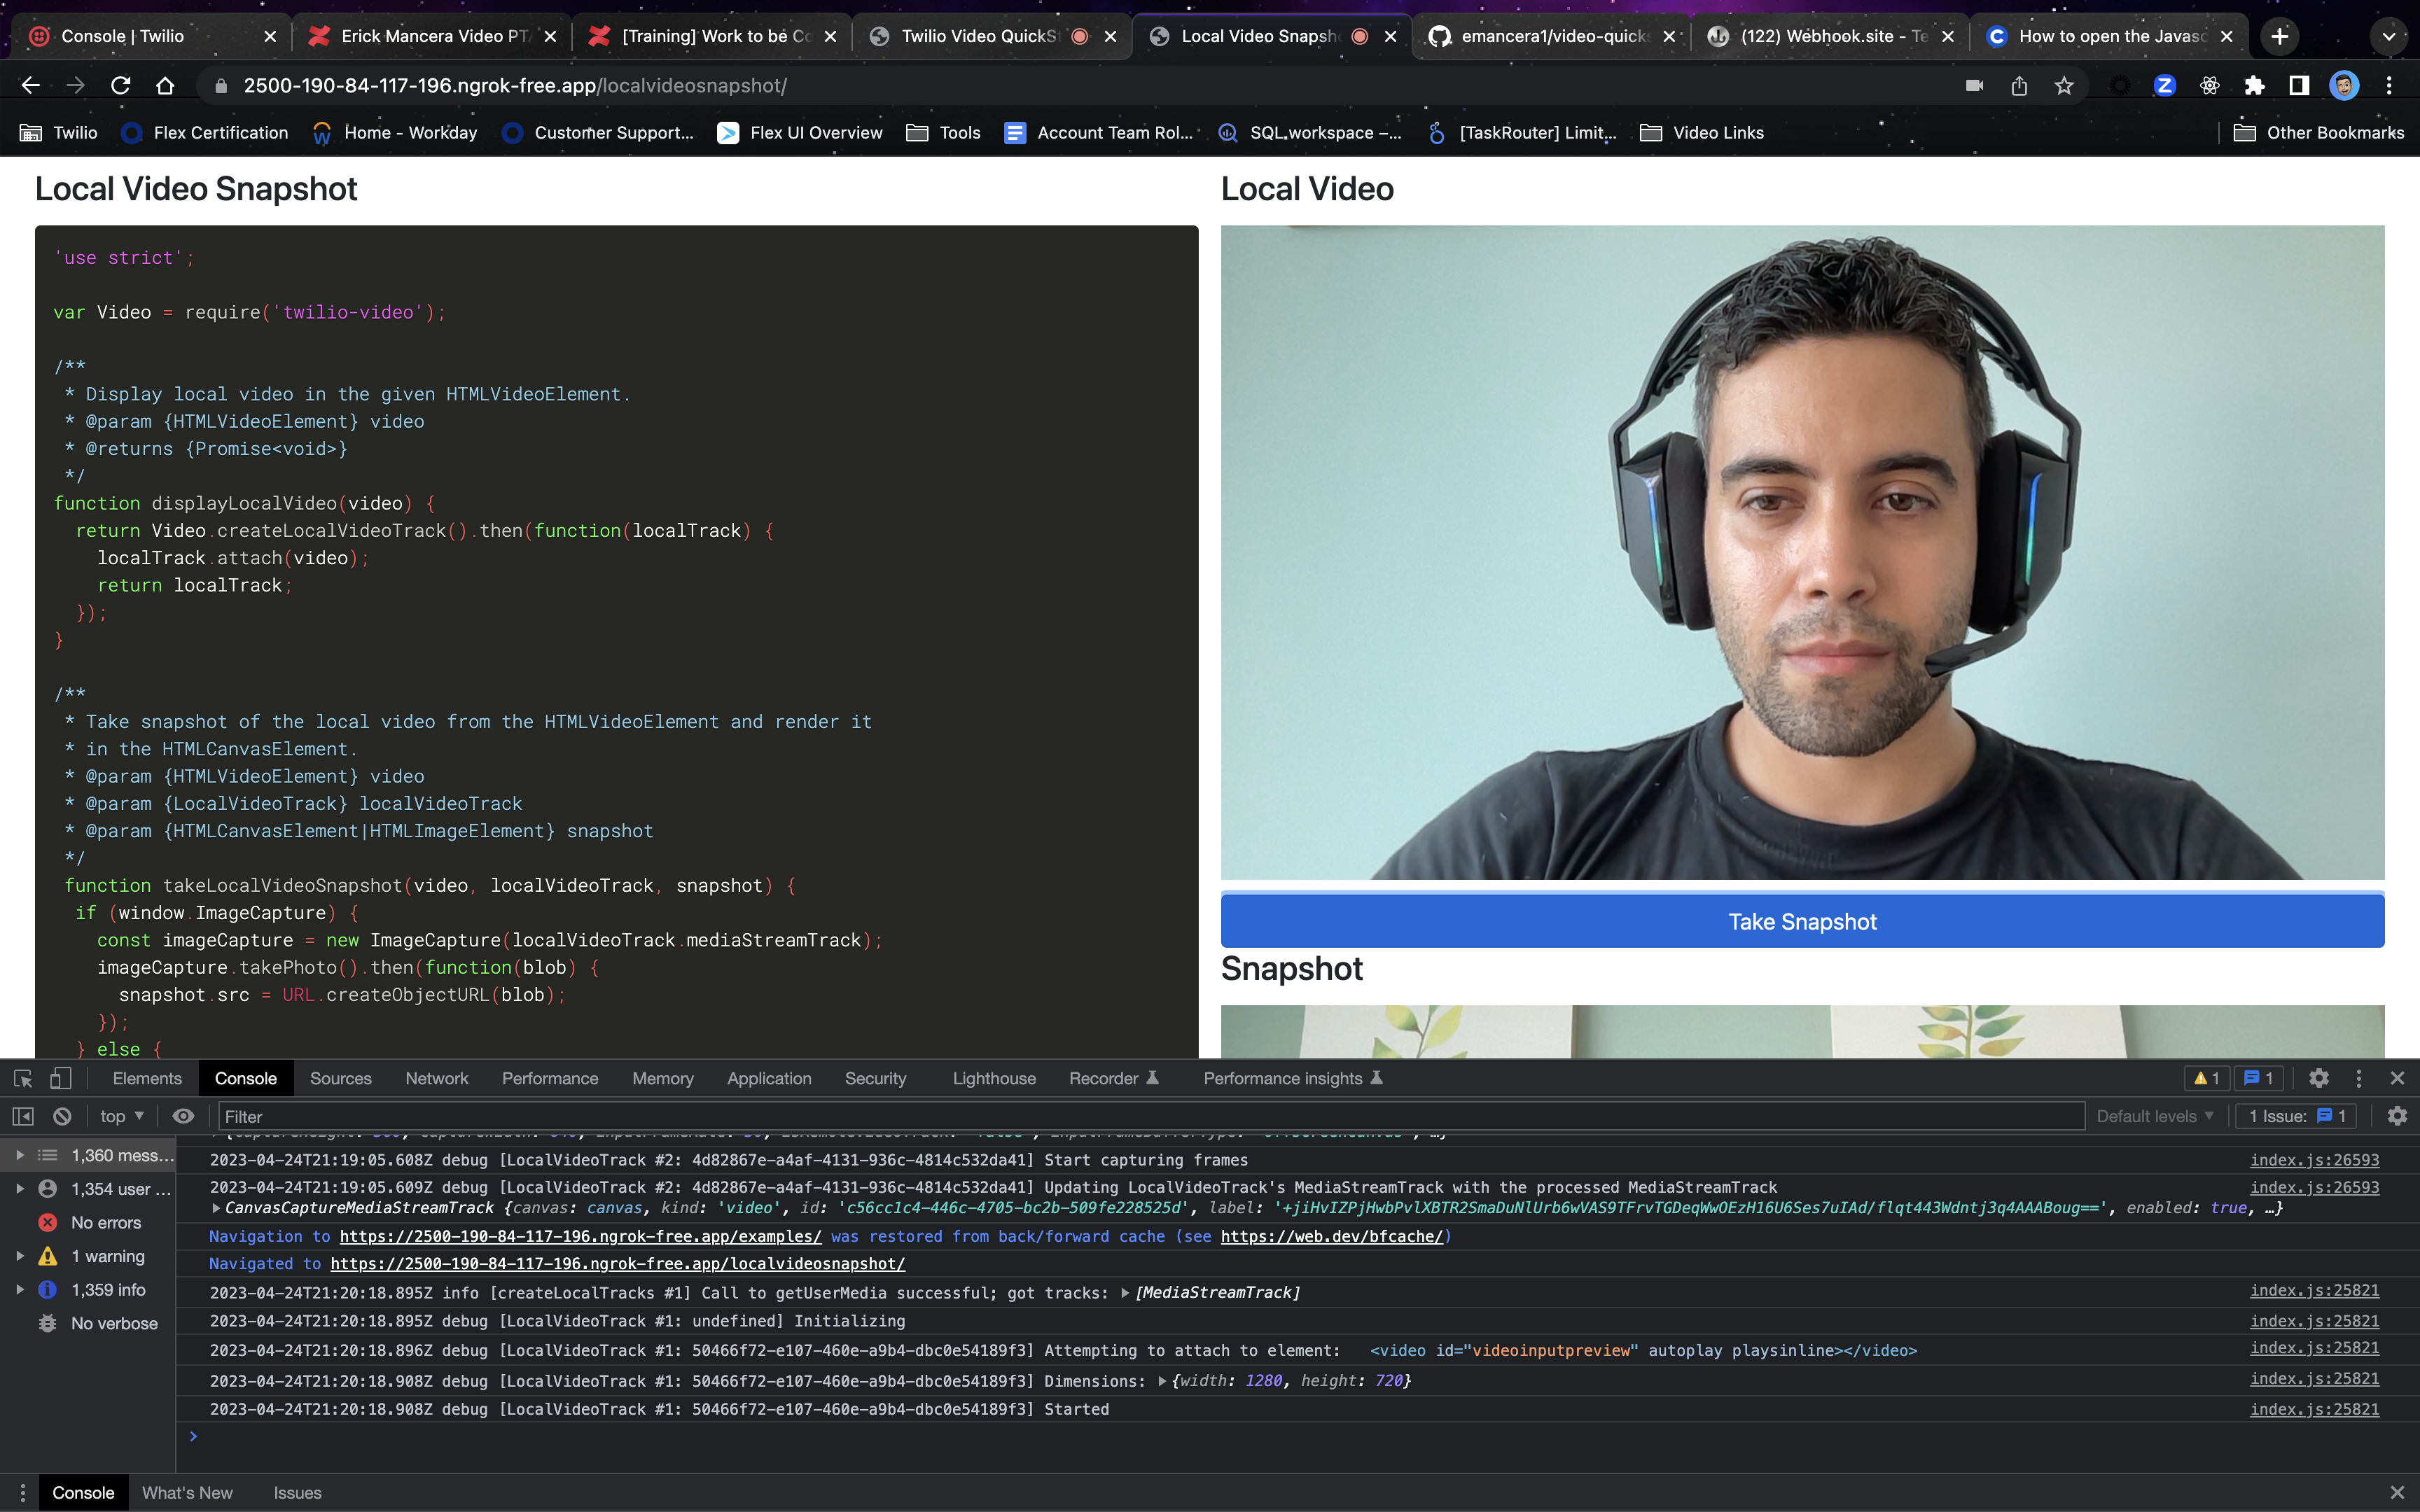 Console | Twilio
Erick Mancera Video PT
[Training] Work to be Co
Twilio Video QuickS
Local Video Snapsh
emancera1/video-quicks
(122) Webhook.site - Te
How to open the Javasc
2500-190-84-117-196.ngrok-free.app/localvideosnapshot/
Twilio
Flex Certification
Home - Workday
Customer Support...
Flex UI Overview
Tools
Account Team Rol...
SQL workspace –...
[TaskRouter] Limit...
Video Links
Other Bookmarks
Local Video Snapshot
'use strict';
var Video = require('twilio-video');
/**
* Display local video in the given HTMLVideoElement.
* @param {HTMLVideoElement} video
* @returns {Promise<void>}
*/
function displayLocalVideo(video) {
return Video.createLocalVideoTrack().then(function(localTrack) {
localTrack.attach(video);
return localTrack;
});
}
/**
* Take snapshot of the local video from the HTMLVideoElement and render it
* in the HTMLCanvasElement.
* @param {HTMLVideoElement} video
* @param {LocalVideoTrack} localVideoTrack
* @param {HTMLCanvasElement|HTMLImageElement} snapshot
*/
function takeLocalVideoSnapshot(video, localVideoTrack, snapshot) {
if (window.ImageCapture) {
const imageCapture = new ImageCapture(localVideoTrack.mediaStreamTrack);
imageCapture.takePhoto().then(function(blob) {
snapshot.src = URL.createObjectURL(blob);
});
} else {
Local Video
Take Snapshot
Snapshot
Elements
Console
Sources
Network
Performance
Memory
Application
Security
Lighthouse
Recorder
Performance insights
1
1
top
Filter
Default levels
1 Issue: 1
1,360 mess...
1,354 user ...
No errors
1 warning
1,359 info
No verbose
2023-04-24T21:19:05.608Z debug [LocalVideoTrack #2: 4d82867e-a4af-4131-936c-4814c532da41] Start capturing frames index.js:26593
2023-04-24T21:19:05.609Z debug [LocalVideoTrack #2: 4d82867e-a4af-4131-936c-4814c532da41] Updating LocalVideoTrack's MediaStreamTrack with the processed MediaStreamTrack index.js:26593
CanvasCaptureMediaStreamTrack {canvas: canvas, kind: 'video', id: 'c56cc1c4-446c-4705-bc2b-509fe228525d', label: '+jiHvIZPjHwbPvlXBTR2SmaDuNlUrb6wVAS9TFrvTGDeqWwOEzH16U6Ses7uIAd/flqt443Wdntj3q4AAABoug==', enabled: true, …}
Navigation to https://2500-190-84-117-196.ngrok-free.app/examples/ was restored from back/forward cache (see https://web.dev/bfcache/)
Navigated to https://2500-190-84-117-196.ngrok-free.app/localvideosnapshot/
2023-04-24T21:20:18.895Z info [createLocalTracks #1] Call to getUserMedia successful; got tracks: [MediaStreamTrack] index.js:25821
2023-04-24T21:20:18.895Z debug [LocalVideoTrack #1: undefined] Initializing index.js:25821
2023-04-24T21:20:18.896Z debug [LocalVideoTrack #1: 50466f72-e107-460e-a9b4-dbc0e54189f3] Attempting to attach to element: <video id="videoinputpreview" autoplay playsinline></video> index.js:25821
2023-04-24T21:20:18.908Z debug [LocalVideoTrack #1: 50466f72-e107-460e-a9b4-dbc0e54189f3] Dimensions: {width: 1280, height: 720} index.js:25821
2023-04-24T21:20:18.908Z debug [LocalVideoTrack #1: 50466f72-e107-460e-a9b4-dbc0e54189f3] Started index.js:25821
Console
What's New
Issues